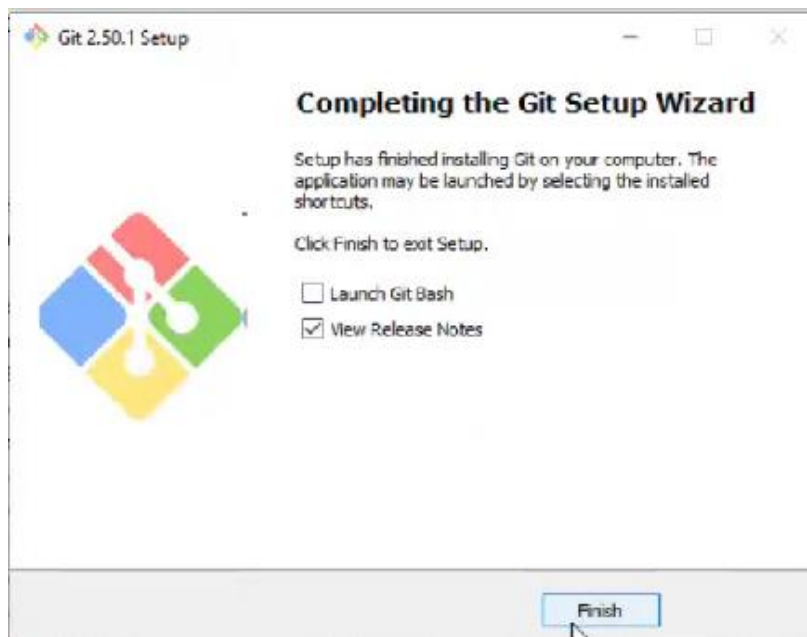 Git 2.50.1 Setup
Completing the Git Setup Wizard
Setup has finished installing Git on your computer. The
application may be launched by selecting the installed
shortcuts.
Click Finish to exit Setup.
Launch Git Bash
View Release Notes
Finish